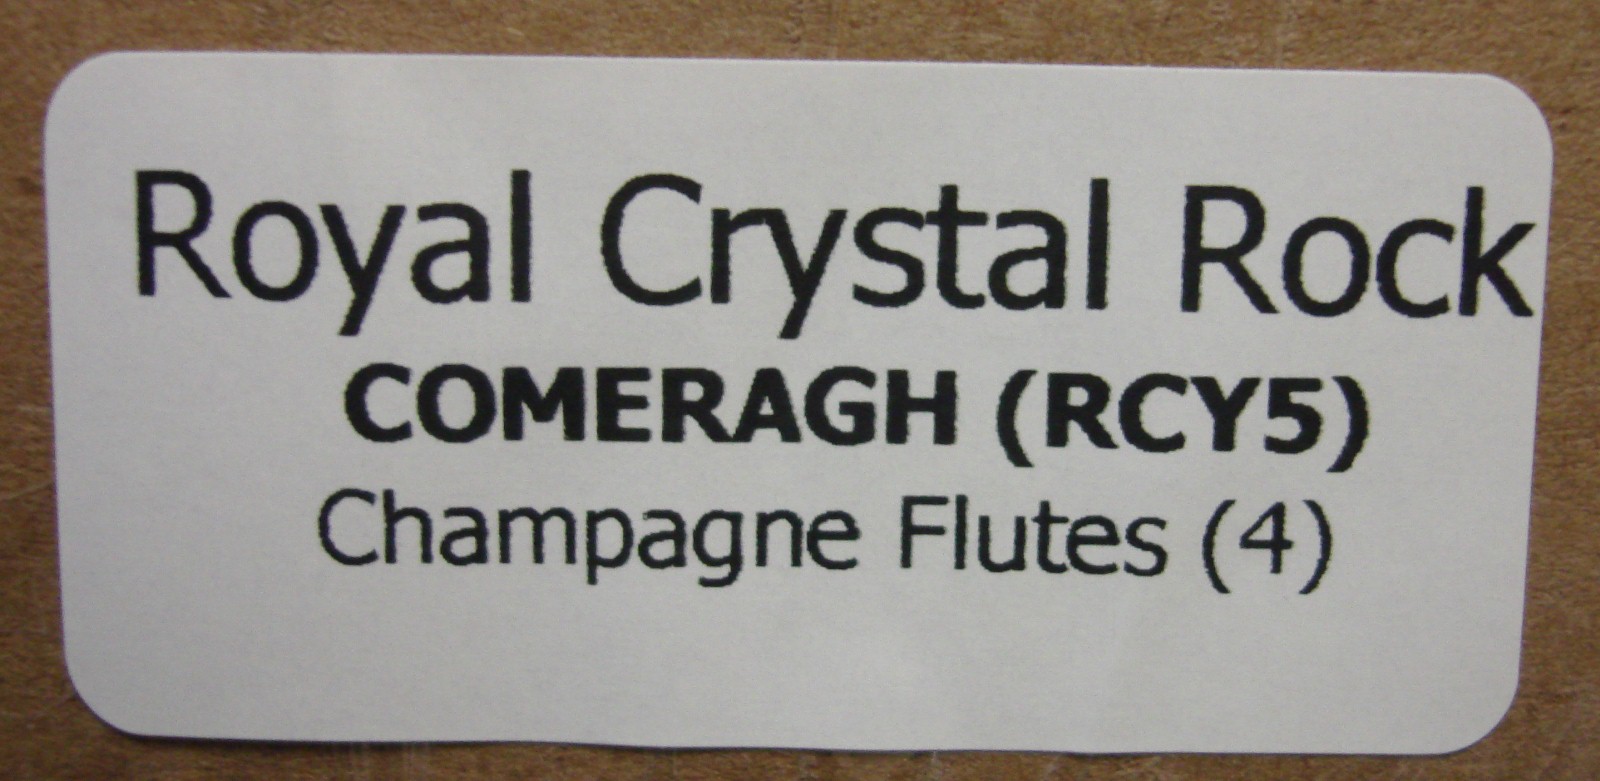 Royal Crystal Rock
COMERAGH (RCY5)
Champagne Flutes (4)